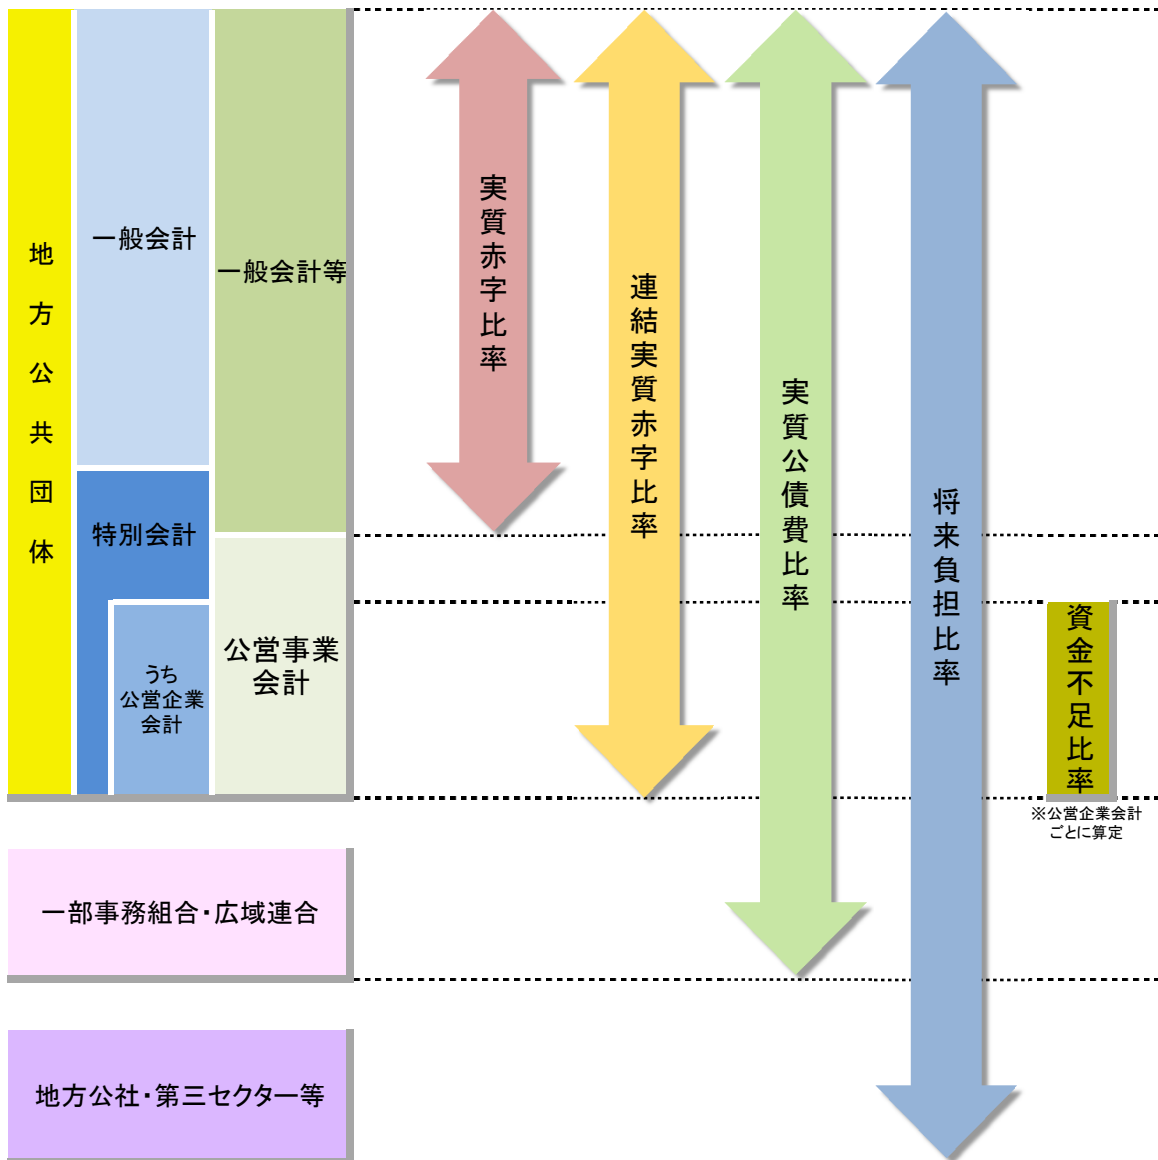 地方公共団体
一般会計
一般会計等
特別会計
うち
公営企業
会計
公営事業
会計
実質赤字比率
連結実質赤字比率
実質公債費比率
将来負担比率
資金不足比率
※公営企業会計
ごとに算定
一部事務組合・広域連合
地方公社・第三セクター等